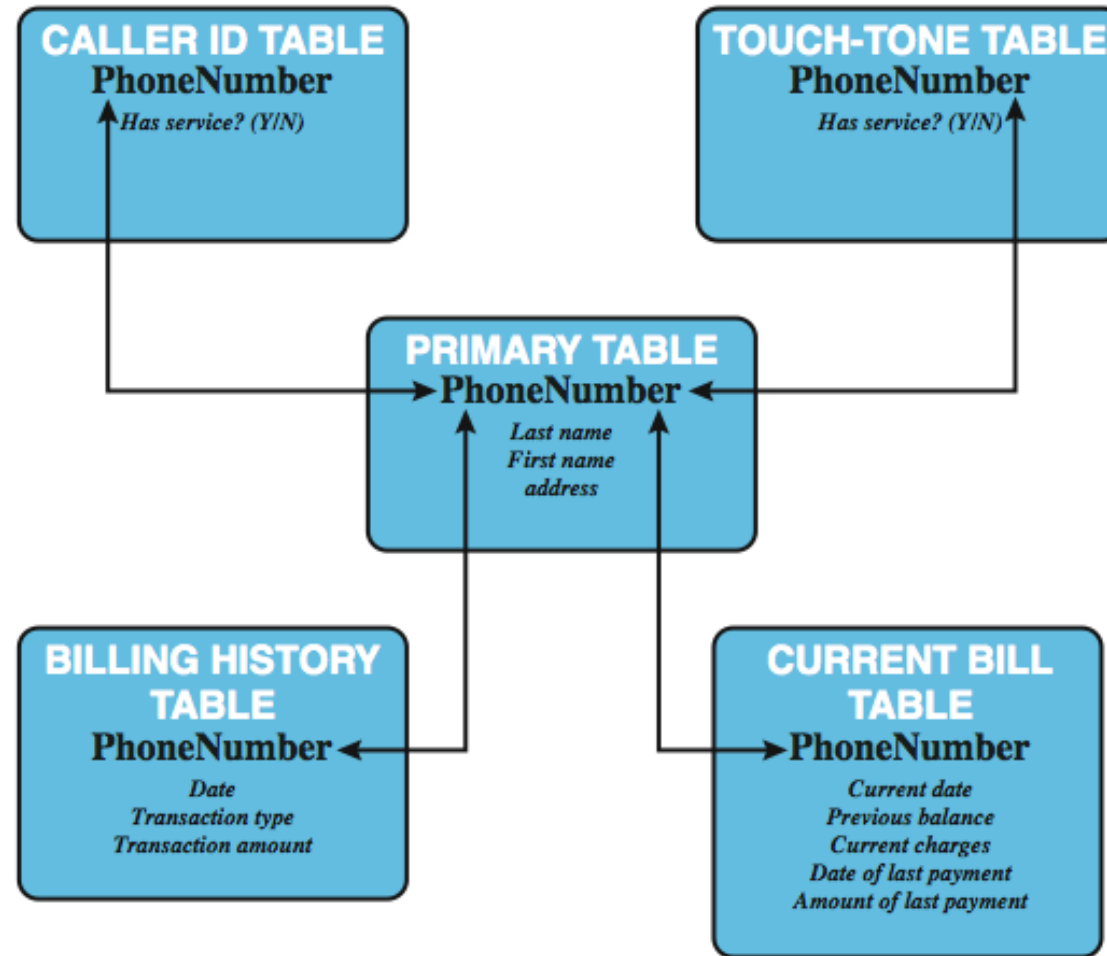 CALLER ID TABLE
PhoneNumber
Has service? (Y/N)
TOUCH-TONE TABLE
PhoneNumber
Has service? (Y/N)
PRIMARY TABLE
PhoneNumber
Last name
First name
address
BILLING HISTORY
TABLE
PhoneNumber
Date
Transaction type
Transaction amount
CURRENT BILL
TABLE
PhoneNumber
Current date
Previous balance
Current charges
Date of last payment
Amount of last payment